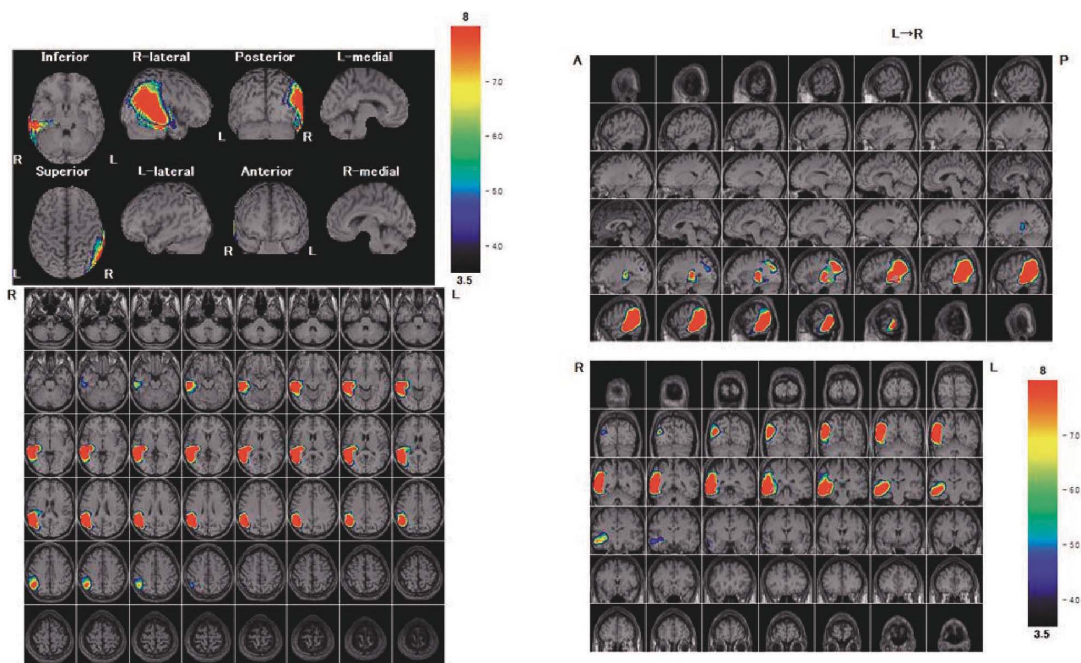 8
Inferior R-lateral Posterior L-medial
7.0
R L L R
6.0
Superior L-lateral Anterior R-medial
5.0
4.0
L R R L
3.5
R L
L→R
A P
R L
8
7.0
6.0
5.0
4.0
3.5